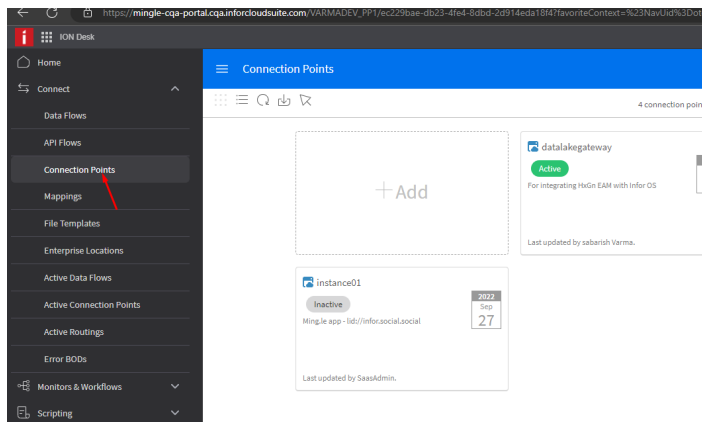 https://mingle-cqa-portal.cqa.inforcloudsuite.com/VARMADEV_PP1/ec229bae-db23-4fe4-8dbd-2d914eda18f4?favoriteContext=%23NavUid%3Dot
ION Desk
Home
Connect
Data Flows
API Flows
Connection Points
Mappings
File Templates
Enterprise Locations
Active Data Flows
Active Connection Points
Active Routings
Error BODs
Monitors & Workflows
Scripting
Connection Points
4 connection poin
+Add
datalakegateway
Active
For integrating HxGn EAM with Infor OS
Last updated by sabarish Varma.
instance01
Inactive
Ming.le app - lid://infor.social.social
2022
Sep
27
Last updated by SaasAdmin.